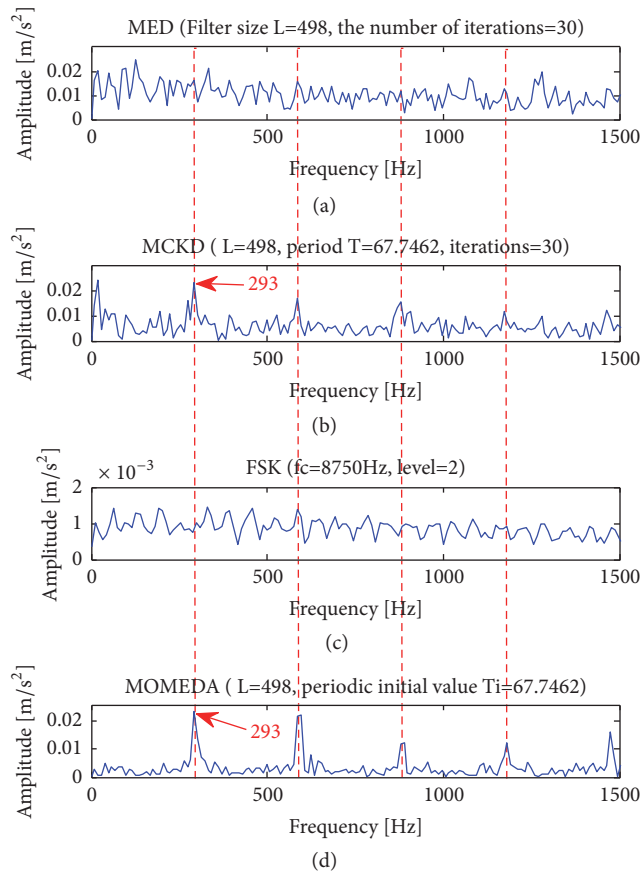 MED (Filter size L=498, the number of iterations=30)
Amplitude [m/s²]
0.02
0.01
0
0 500 1000 1500
Frequency [Hz]
(a)
MCKD ( L=498, period T=67.7462, iterations=30)
Amplitude [m/s²]
0.02
0.01
0
293
0 500 1000 1500
Frequency [Hz]
(b)
× 10⁻³
FSK (fc=8750Hz, level=2)
Amplitude [m/s²]
2
1
0
0 500 1000 1500
Frequency [Hz]
(c)
MOMEDA ( L=498, periodic initial value Ti=67.7462)
Amplitude [m/s²]
0.02
0.01
0
293
0 500 1000 1500
Frequency [Hz]
(d)